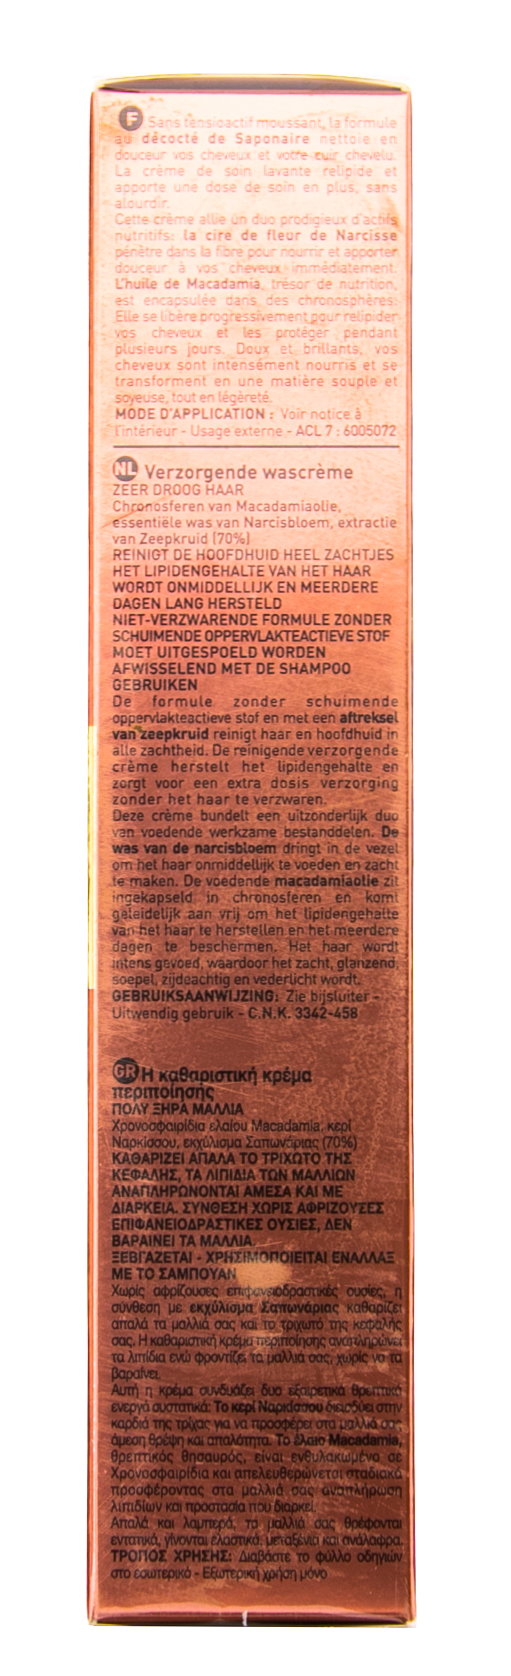 F Sans tensioactif moussant, la formule
au décocté de Saponaire nettoie en
douceur vos cheveux et votre cuir chevelu.
La crème de soin lavante relipide et
apporte une dose de soin en plus, sans
alourdir.
Cette crème allie un duo prodigieux d'actifs
nutritifs: la cire de fleur de Narcisse
pénètre dans la fibre pour nourrir et apporter
douceur à vos cheveux immédiatement.
L'huile de Macadamia, trésor de nutrition,
est encapsulée dans des chronosphères.
Elle se libère progressivement pour relipider
vos cheveux et les protéger pendant
plusieurs jours. Doux et brillants, vos
cheveux sont intensément nourris et se
transforment en une matière souple et
soyeuse, tout en légèreté.
MODE D'APPLICATION : Voir notice à
l'intérieur - Usage externe - ACL 7 : 6005072
NL Verzorgende wascrème
ZEER DROOG HAAR
Chronosferen van Macadamiaolie,
essentiële was van Narcisbloem, extractie
van Zeepkruid (70%)
REINIGT DE HOOFDHUID HEEL ZACHTJES
HET LIPIDENGEHALTE VAN HET HAAR
WORDT ONMIDDELLIJK EN MEERDERE
DAGEN LANG HERSTELD
NIET-VERZWARENDE FORMULE ZONDER
SCHUIMENDE OPPERVLAKTEACTIEVE STOF
MOET UITGESPOELD WORDEN
AFWISSELEND MET DE SHAMPOO
GEBRUIKEN
De formule zonder schuimende
oppervlakteactieve stof en met een aftreksel
van zeepkruid reinigt haar en hoofdhuid in
alle zachtheid. De reinigende verzorgende
crème herstelt het lipidengehalte en
zorgt voor een extra dosis verzorging
zonder het haar te verzwaren.
Deze crème bundelt een uitzonderlijk duo
van voedende werkzame bestanddelen. De
was van de narcisbloem dringt in de vezel
om het haar onmiddellijk te voeden en zacht
te maken. De voedende macadamiaolie zit
ingekapseld in chronosferen en komt
geleidelijk aan vrij om het lipidengehalte
van het haar te herstellen en het meerdere
dagen te beschermen. Het haar wordt
intens gevoed, waardoor het zacht, glanzend,
soepel, zijdeachtig en vederlicht wordt.
GEBRUIKSAANWIJZING: Zie bijsluiter -
Uitwendig gebruik - C.N.K. 3342-458
GR Η καθαριστική κρέμα
περιποίησης
ΠΟΛΥ ΞΗΡΑ ΜΑΛΛΙΑ
Χρονοσφαιρίδια ελαίου Macadamia, κερί
Ναρκίσσου, εκχύλισμα Σαπωνάριας (70%)
ΚΑΘΑΡΙΖΕΙ ΑΠΑΛΑ ΤΟ ΤΡΙΧΩΤΟ ΤΗΣ
ΚΕΦΑΛΗΣ, ΤΑ ΛΙΠΙΔΙΑ ΤΩΝ ΜΑΛΛΙΩΝ
ΑΝΑΠΛΗΡΩΝΟΝΤΑΙ ΑΜΕΣΑ ΚΑΙ ΜΕ
ΔΙΑΡΚΕΙΑ. ΣΥΝΘΕΣΗ ΧΩΡΙΣ ΑΦΡΙΖΟΥΣΕΣ
ΕΠΙΦΑΝΕΙΟΔΡΑΣΤΙΚΕΣ ΟΥΣΙΕΣ, ΔΕΝ
ΒΑΡΑΙΝΕΙ ΤΑ ΜΑΛΛΙΑ.
ΞΕΒΓΑΖΕΤΑΙ - ΧΡΗΣΙΜΟΠΟΙΕΙΤΑΙ ΕΝΑΛΛΑΞ
ΜΕ ΤΟ ΣΑΜΠΟΥΑΝ
Χωρίς αφρίζουσες επιφανειοδραστικές ουσίες, η
σύνθεση με εκχύλισμα Σαπωνάριας καθαρίζει
απαλά τα μαλλιά σας και το τριχωτό της κεφαλής
σας. Η καθαριστική κρέμα περιποίησης αναπληρώνει
τα λιπίδια ενώ φροντίζει τα μαλλιά σας, χωρίς να τα
βαραίνει.
Αυτή η κρέμα συνδυάζει δυο εξαιρετικά θρεπτικά
ενεργά συστατικά: Το κερί Ναρκίσσου διεισδύει στην
καρδιά της τρίχας για να προσφέρει στα μαλλιά σας
άμεση θρέψη και απαλότητα. Το έλαιο Macadamia,
θρεπτικός θησαυρός, είναι ενθυλακωμένο σε
Χρονοσφαιρίδια και απελευθερώνεται σταδιακά
προσφέροντας στα μαλλιά σας αναπλήρωση
λιπιδίων και προστασία που διαρκεί.
Απαλά και λαμπερά, τα μαλλιά σας θρέφονται
εντατικά, γίνονται ελαστικά, μεταξένια και ανάλαφρα.
ΤΡΟΠΟΣ ΧΡΗΣΗΣ: Διαβάστε το φύλλο οδηγιών
στο εσωτερικό - Εξωτερική χρήση μόνο